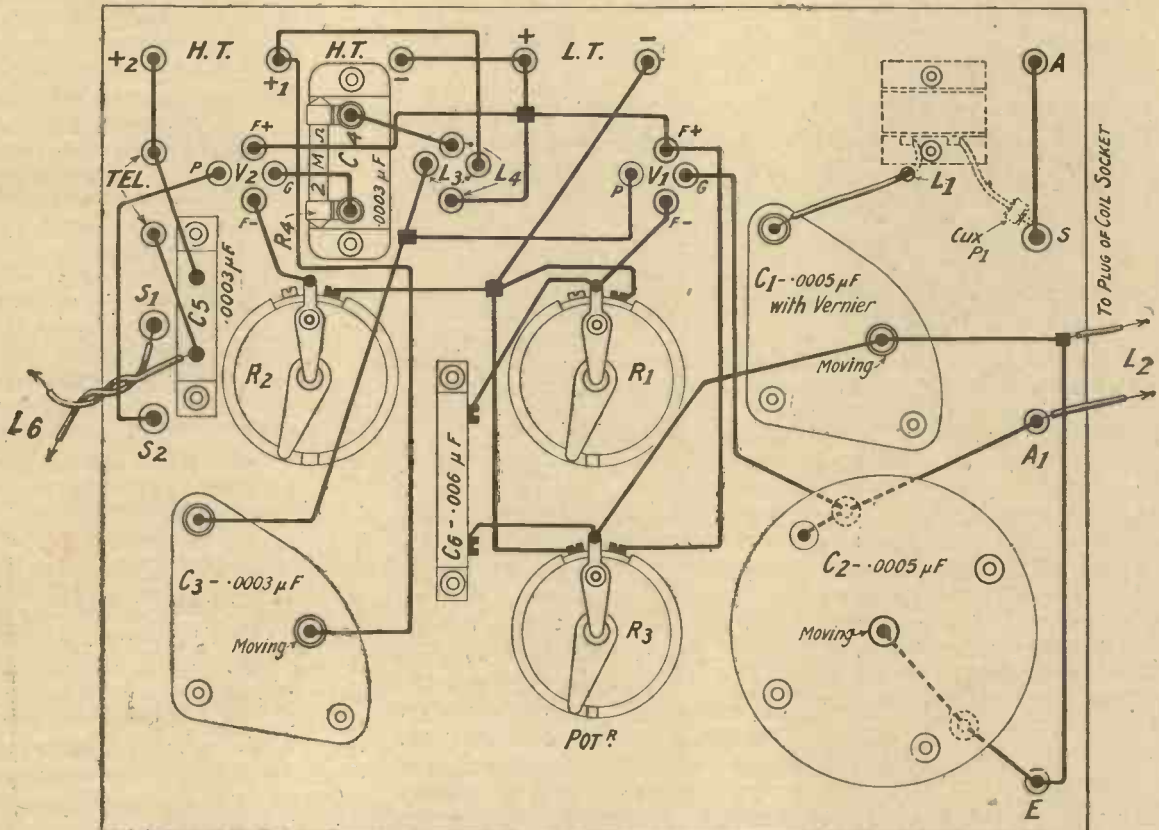 H.T.
H.T.
L.T.
+2
+1
-
+
-
A
TEL.
P
V2
F+
G
F-
R4
2 M Ω
C4
.0003 µF
L3
L4
F+
P
V1
G
F-
L1
Cux
P1
S
TO PLUG OF COIL SOCKET
S1
C5
.0003 µF
R2
R1
C1-.0005 µF
with Vernier
Moving
L2
L6
S2
A1
C6-.006 µF
C3-.0003 µF
Moving
R3
POTR.
C2-.0005 µF
Moving
E